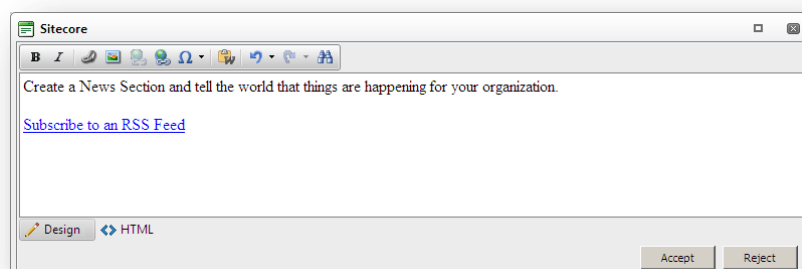 Sitecore
B I Ω
Create a News Section and tell the world that things are happening for your organization.
Subscribe to an RSS Feed
Design HTML
Accept Reject